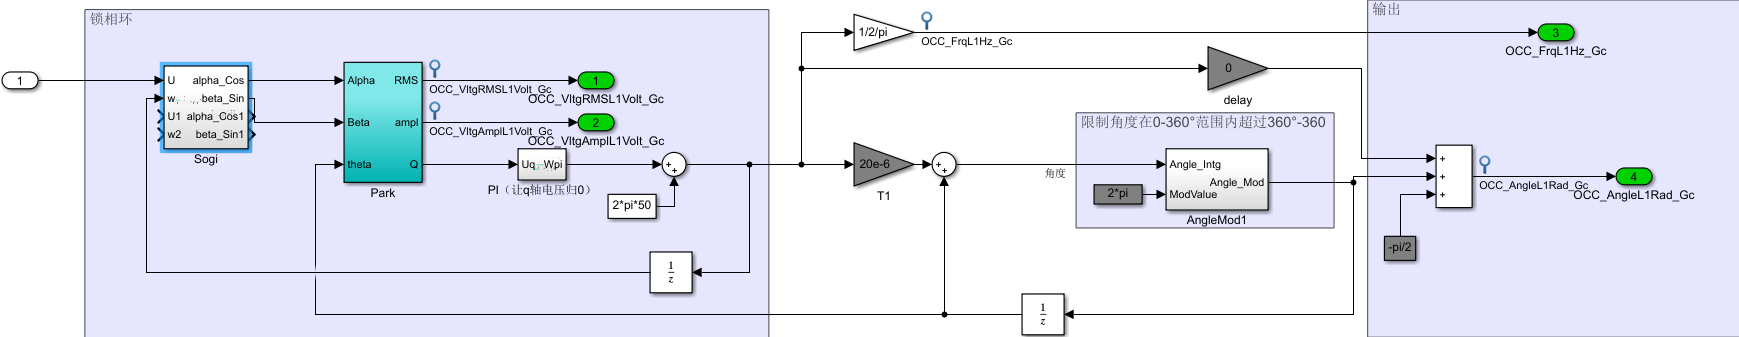 锁相环
输出
1/2/pi
OCC_FrqL1Hz_Gc
3
OCC_FrqL1Hz_Gc
0
delay
1
U
alpha_Cos
w
beta_Sin
U1
alpha_Cos1
w2
beta_Sin1
Sogi
Alpha
RMS
Beta
ampl
theta
Q
Park
OCC_VltgRMSL1Volt_Gc
1
OCC_VltgRMSL1Volt_Gc
OCC_VltgAmplL1Volt_Gc
2
OCC_VltgAmplL1Volt_Gc
Uq
Wpi
PI（让q轴电压归0）
+
+
2*pi*50
20e-6
T1
+
+
角度
限制角度在0-360°范围内超过360°-360
Angle_Intg
Angle_Mod
ModValue
2*pi
AngleMod1
+
+
+
OCC_AngleL1Rad_Gc
4
OCC_AngleL1Rad_Gc
-pi/2
1
z
1
z